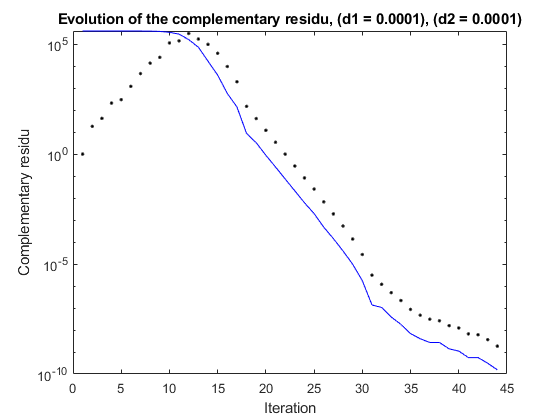 Evolution of the complementary residu, (d1 = 0.0001), (d2 = 0.0001)
Complementary residu
10^5
10^0
10^-5
10^-10
0 5 10 15 20 25 30 35 40 45
Iteration